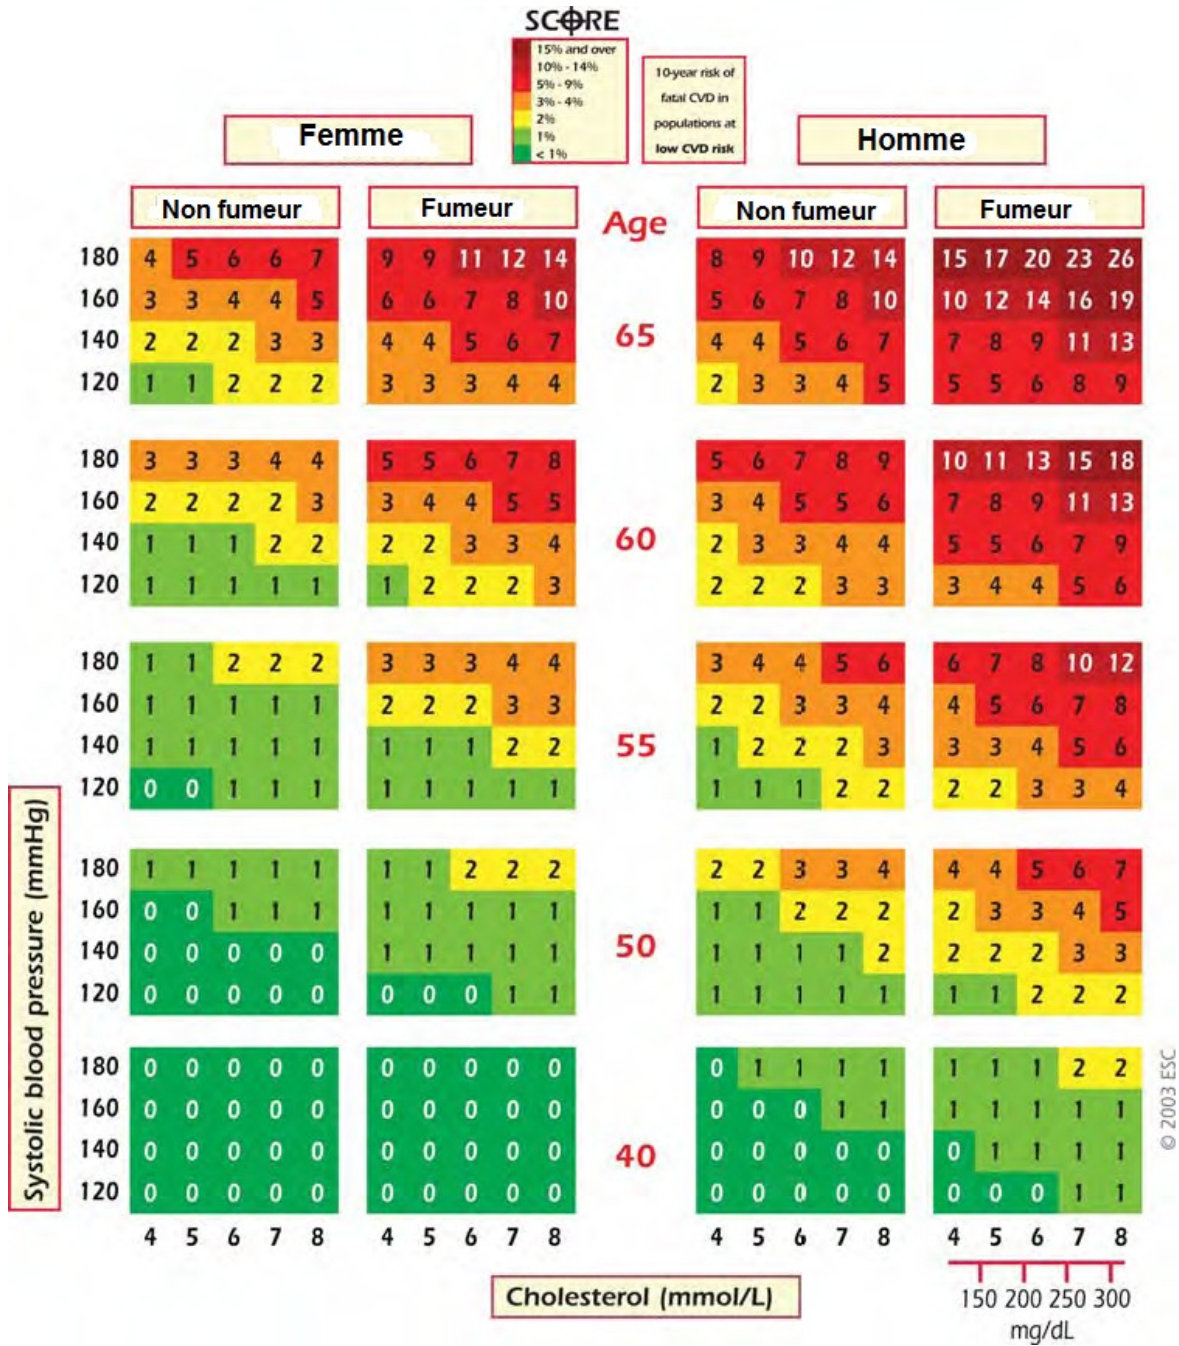 SCORE
15% and over
10% - 14%
5% - 9%
3% - 4%
2%
1%
< 1%
10-year risk of
fatal CVD in
populations at
low CVD risk
Femme
Homme
Non fumeur
Fumeur
Age
Non fumeur
Fumeur
180 4 5 6 6 7 9 9 11 12 14 8 9 10 12 14 15 17 20 23 26
160 3 3 4 4 5 6 6 7 8 10 5 6 7 8 10 10 12 14 16 19
65
140 2 2 2 3 3 4 4 5 6 7 4 4 5 6 7 7 8 9 11 13
120 1 1 2 2 2 3 3 3 4 4 2 3 3 4 5 5 5 6 8 9
180 3 3 3 4 4 5 5 6 7 8 5 6 7 8 9 10 11 13 15 18
160 2 2 2 2 3 3 4 4 5 5 3 4 5 5 6 7 8 9 11 13
60
140 1 1 1 2 2 2 2 3 3 4 2 3 3 4 4 5 5 6 7 9
120 1 1 1 1 1 1 2 2 2 3 2 2 2 3 3 3 4 4 5 6
180 1 1 2 2 2 3 3 3 4 4 3 4 4 5 6 6 7 8 10 12
160 1 1 1 1 1 2 2 2 3 3 2 2 3 3 4 4 5 6 7 8
55
140 1 1 1 1 1 1 1 1 2 2 1 2 2 2 3 3 3 4 5 6
120 0 0 1 1 1 1 1 1 1 1 1 1 1 2 2 2 2 3 3 4
180 1 1 1 1 1 1 1 2 2 2 2 2 3 3 4 4 4 5 6 7
160 0 0 1 1 1 1 1 1 1 1 1 1 2 2 2 2 3 3 4 5
50
140 0 0 0 0 0 1 1 1 1 1 1 1 1 1 2 2 2 2 3 3
120 0 0 0 0 0 0 0 0 1 1 1 1 1 1 1 1 1 2 2 2
180 0 0 0 0 0 0 0 0 0 0 0 1 1 1 1 1 1 1 2 2
160 0 0 0 0 0 0 0 0 0 0 0 0 0 1 1 1 1 1 1 1
40
140 0 0 0 0 0 0 0 0 0 0 0 0 0 0 0 0 1 1 1 1
120 0 0 0 0 0 0 0 0 0 0 0 0 0 0 0 0 0 0 1 1
4 5 6 7 8 4 5 6 7 8 4 5 6 7 8 4 5 6 7 8
Systolic blood pressure (mmHg)
Cholesterol (mmol/L)
150 200 250 300
mg/dL
© 2003 ESC